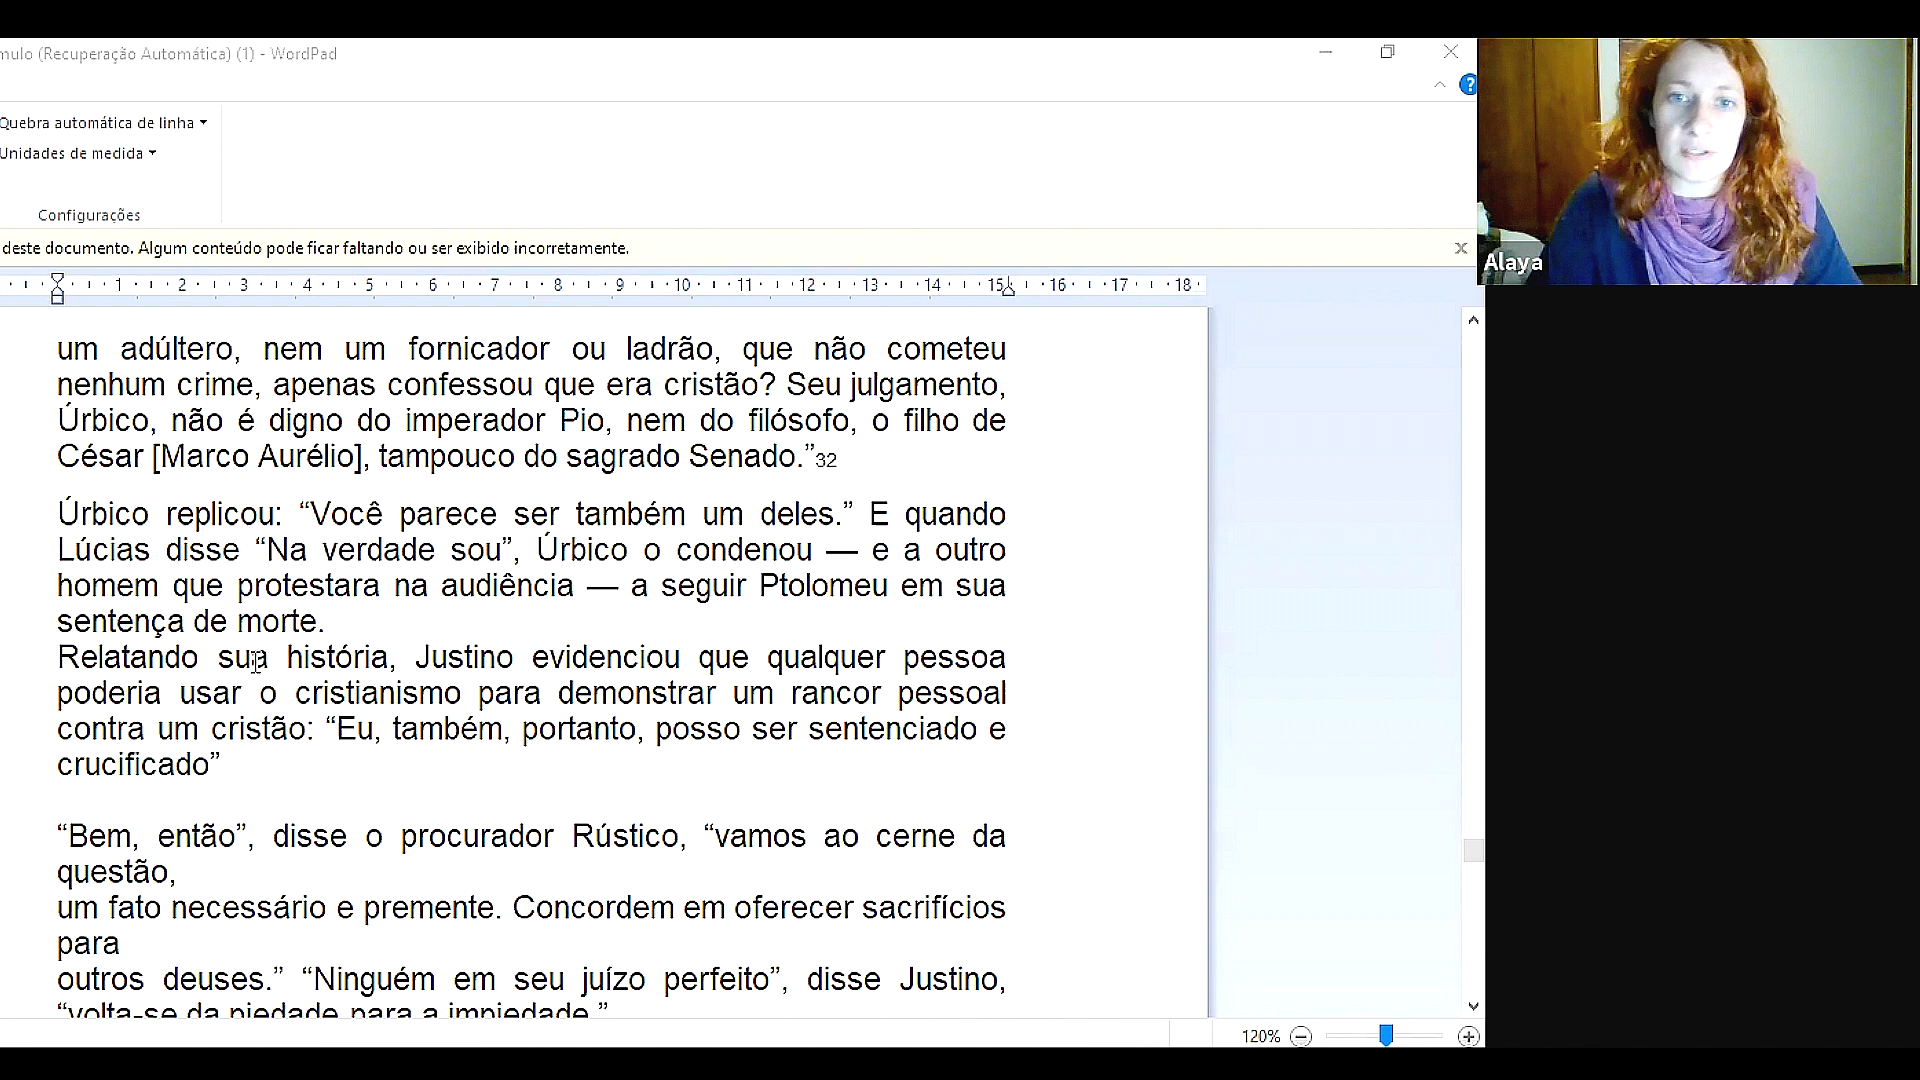 mulo (Recuperação Automática) (1) - WordPad
Quebra automática de linha
Unidades de medida
Configurações
deste documento. Algum conteúdo pode ficar faltando ou ser exibido incorretamente.
1 2 3 4 5 6 7 8 9 10 11 12 13 14 15 16 17 18
Alaya
um adúltero, nem um fornicador ou ladrão, que não cometeu
nenhum crime, apenas confessou que era cristão? Seu julgamento,
Úrbico, não é digno do imperador Pio, nem do filósofo, o filho de
César [Marco Aurélio], tampouco do sagrado Senado.”32
Úrbico replicou: “Você parece ser também um deles.” E quando
Lúcias disse “Na verdade sou”, Úrbico o condenou — e a outro
homem que protestara na audiência — a seguir Ptolomeu em sua
sentença de morte.
Relatando sua história, Justino evidenciou que qualquer pessoa
poderia usar o cristianismo para demonstrar um rancor pessoal
contra um cristão: “Eu, também, portanto, posso ser sentenciado e
crucificado”
“Bem, então”, disse o procurador Rústico, “vamos ao cerne da
questão,
um fato necessário e premente. Concordem em oferecer sacrifícios
para
outros deuses.” “Ninguém em seu juízo perfeito”, disse Justino,
“volta-se da piedade para a impiedade.”
120%